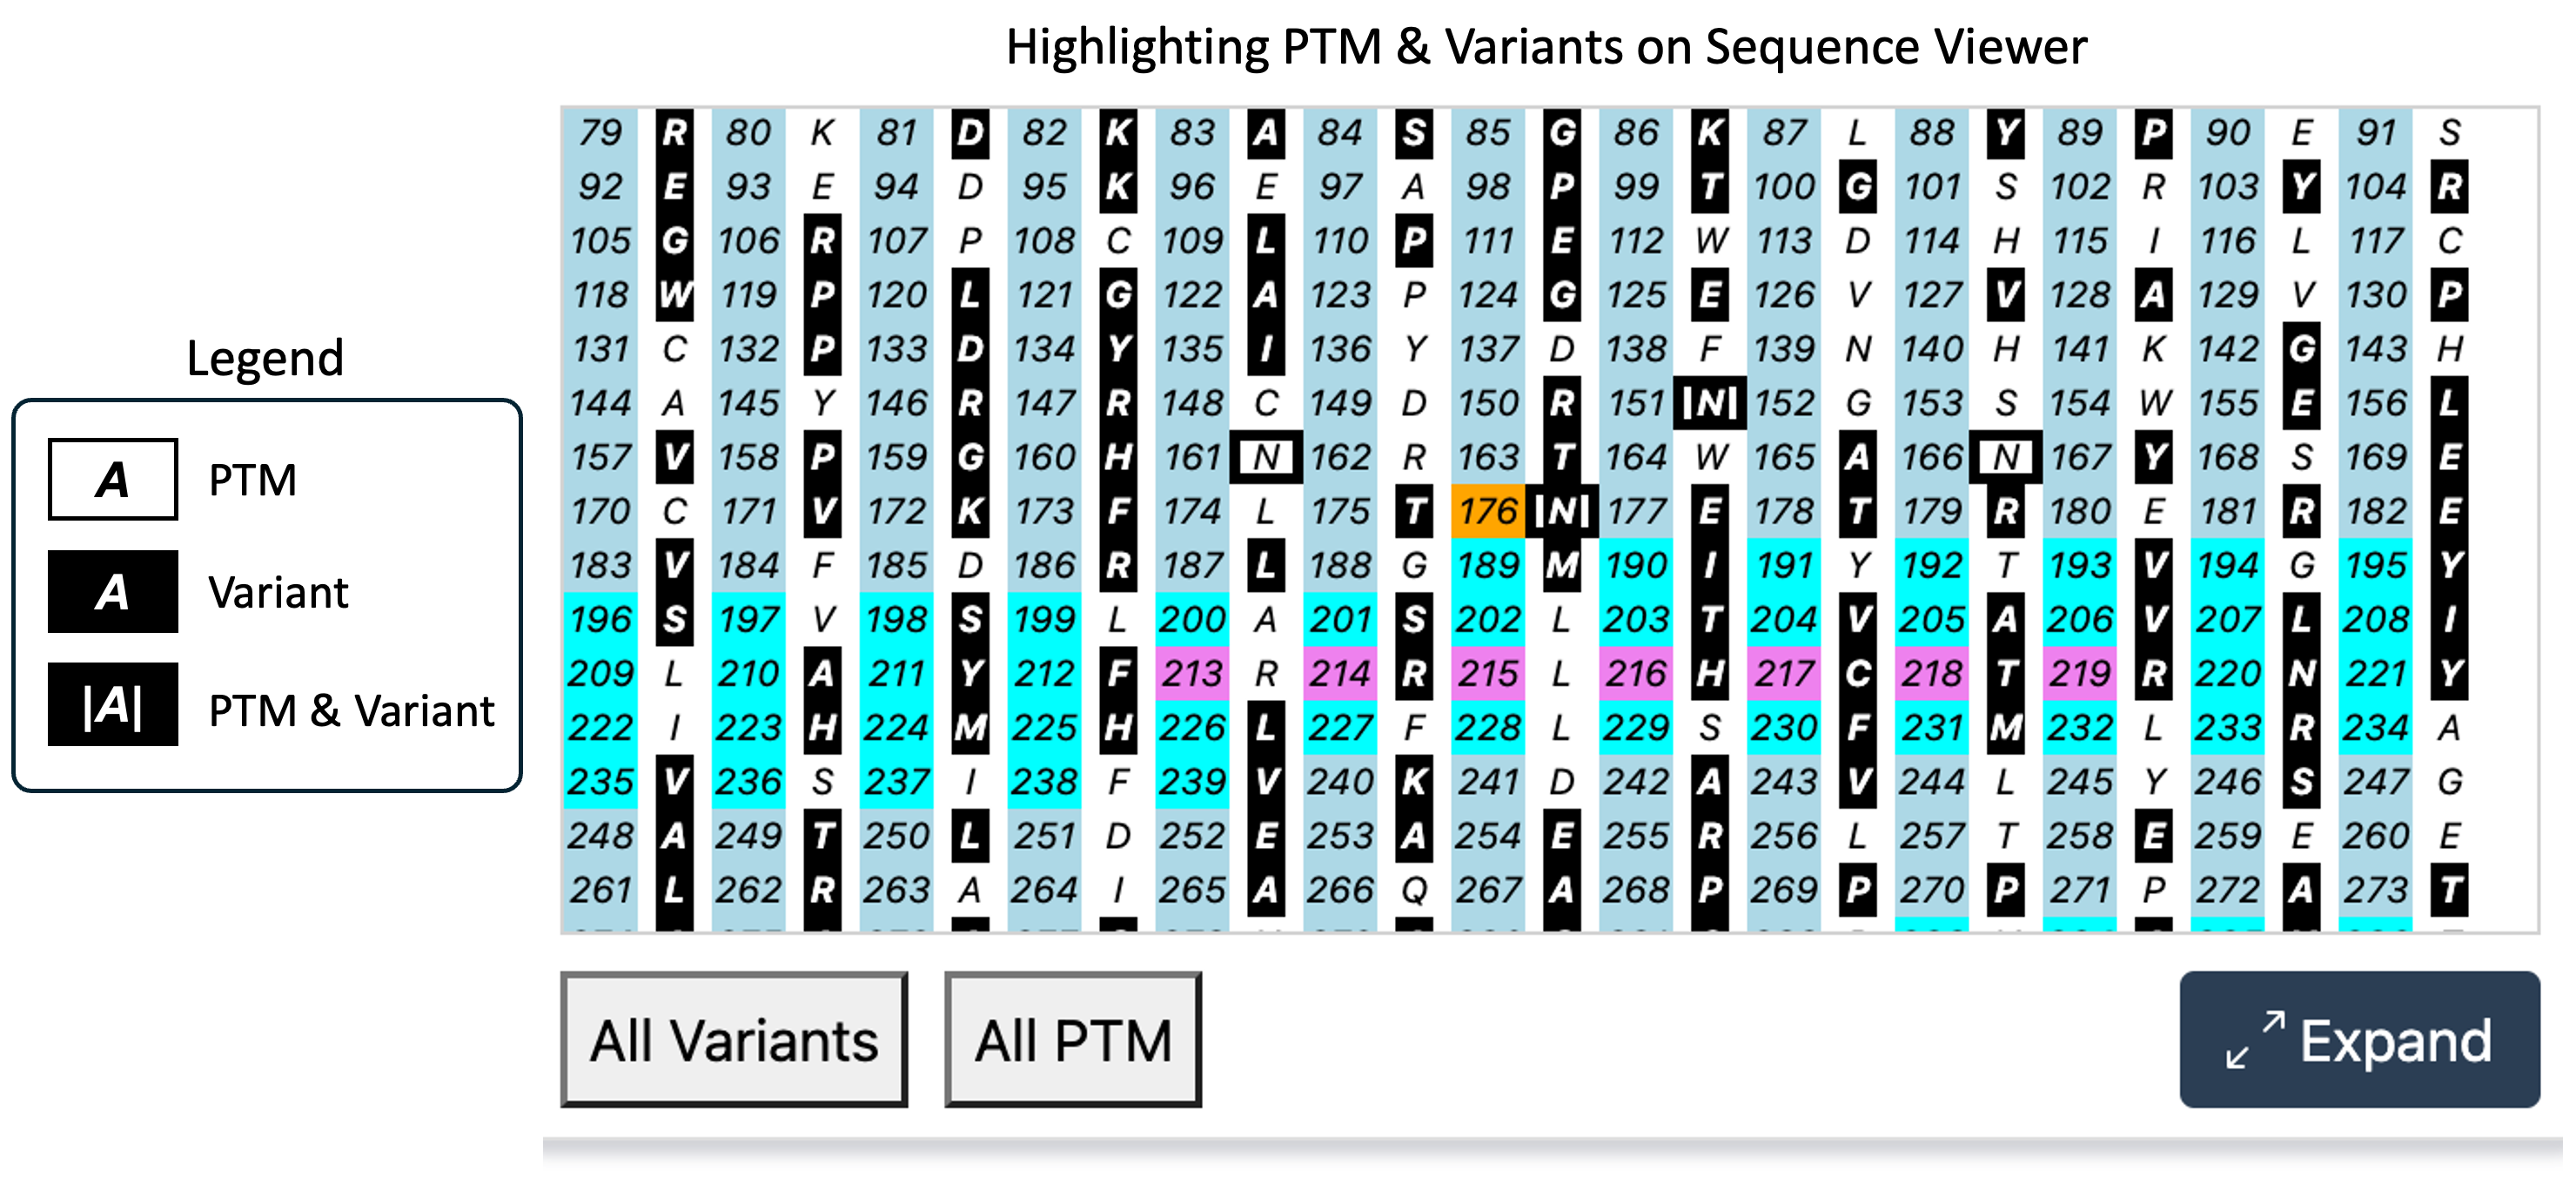 Highlighting PTM & Variants on Sequence Viewer
79 R 80 K 81 D 82 K 83 A 84 S 85 G 86 K 87 L 88 Y 89 P 90 E 91 S
92 E 93 E 94 D 95 K 96 E 97 A 98 P 99 T 100 G 101 S 102 R 103 Y 104 R
105 G 106 R 107 P 108 C 109 L 110 P 111 E 112 W 113 D 114 H 115 I 116 L 117 C
118 W 119 P 120 L 121 G 122 A 123 P 124 G 125 E 126 V 127 V 128 A 129 V 130 P
131 C 132 P 133 D 134 Y 135 I 136 Y 137 D 138 F 139 N 140 H 141 K 142 G 143 H
144 A 145 Y 146 R 147 R 148 C 149 D 150 R 151 |N| 152 G 153 S 154 W 155 E 156 L
157 V 158 P 159 G 160 H 161 N 162 R 163 T 164 W 165 A 166 N 167 Y 168 S 169 E
170 C 171 V 172 K 173 F 174 L 175 T 176 |N| 177 E 178 T 179 R 180 E 181 R 182 E
183 V 184 F 185 D 186 R 187 L 188 G 189 M 190 I 191 Y 192 T 193 V 194 G 195 Y
196 S 197 V 198 S 199 L 200 A 201 S 202 L 203 T 204 V 205 A 206 V 207 L 208 I
209 L 210 A 211 Y 212 F 213 R 214 R 215 L 216 H 217 C 218 T 219 R 220 N 221 Y
222 I 223 H 224 M 225 H 226 L 227 F 228 L 229 S 230 F 231 M 232 L 233 R 234 A
235 V 236 S 237 I 238 F 239 V 240 K 241 D 242 A 243 V 244 L 245 Y 246 S 247 G
248 A 249 T 250 L 251 D 252 E 253 A 254 E 255 R 256 L 257 T 258 E 259 E 260 E
261 L 262 R 263 A 264 I 265 A 266 Q 267 A 268 P 269 P 270 P 271 P 272 A 273 T
Legend
A PTM
A Variant
|A| PTM & Variant
All Variants All PTM Expand